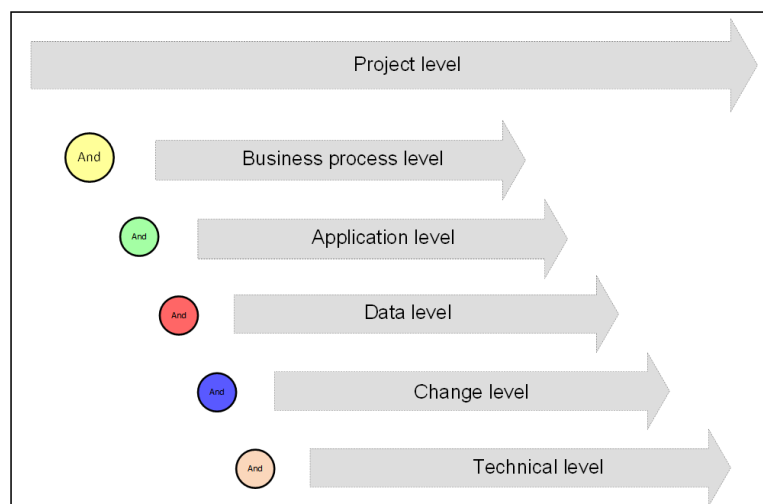 Project level
And
Business process level
And
Application level
And
Data level
And
Change level
And
Technical level